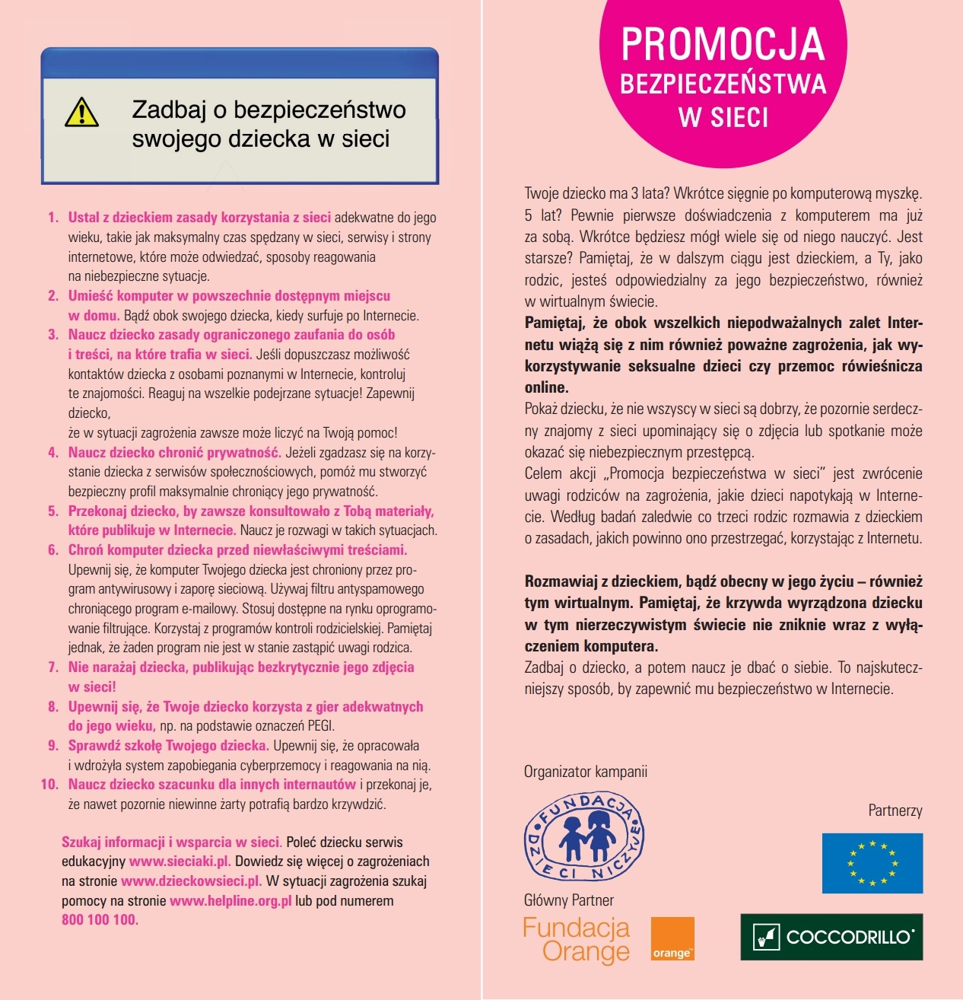 Zadbaj o bezpieczeństwo
swojego dziecka w sieci
1. Ustal z dzieckiem zasady korzystania z sieci adekwatne do jego
wieku, takie jak maksymalny czas spędzany w sieci, serwisy i strony
internetowe, które może odwiedzać, sposoby reagowania
na niebezpieczne sytuacje.
2. Umieść komputer w powszechnie dostępnym miejscu
w domu. Bądź obok swojego dziecka, kiedy surfuje po Internecie.
3. Naucz dziecko zasady ograniczonego zaufania do osób
i treści, na które trafia w sieci. Jeśli dopuszczasz możliwość
kontaktów dziecka z osobami poznanymi w Internecie, kontroluj
te znajomości. Reaguj na wszelkie podejrzane sytuacje! Zapewnij
dziecko,
że w sytuacji zagrożenia zawsze może liczyć na Twoją pomoc!
4. Naucz dziecko chronić prywatność. Jeżeli zgadzasz się na korzy-
stanie dziecka z serwisów społecznościowych, pomóż mu stworzyć
bezpieczny profil maksymalnie chroniący jego prywatność.
5. Przekonaj dziecko, by zawsze konsultowało z Tobą materiały,
które publikuje w Internecie. Naucz je rozwagi w takich sytuacjach.
6. Chroń komputer dziecka przed niewłaściwymi treściami.
Upewnij się, że komputer Twojego dziecka jest chroniony przez pro-
gram antywirusowy i zaporę sieciową. Używaj filtru antyspamowego
chroniącego program e-mailowy. Stosuj dostępne na rynku oprogramo-
wanie filtrujące. Korzystaj z programów kontroli rodzicielskiej. Pamiętaj
jednak, że żaden program nie jest w stanie zastąpić uwagi rodzica.
7. Nie narażaj dziecka, publikując bezkrytycznie jego zdjęcia
w sieci!
8. Upewnij się, że Twoje dziecko korzysta z gier adekwatnych
do jego wieku, np. na podstawie oznaczeń PEGI.
9. Sprawdź szkołę Twojego dziecka. Upewnij się, że opracowała
i wdrożyła system zapobiegania cyberprzemocy i reagowania na nią.
10. Naucz dziecko szacunku dla innych internautów i przekonaj je,
że nawet pozornie niewinne żarty potrafią bardzo krzywdzić.
Szukaj informacji i wsparcia w sieci. Poleć dziecku serwis
edukacyjny www.sieciaki.pl. Dowiedz się więcej o zagrożeniach
na stronie www.dzieckowsieci.pl. W sytuacji zagrożenia szukaj
pomocy na stronie www.helpline.org.pl lub pod numerem
800 100 100.
PROMOCJA
BEZPIECZEŃSTWA
W SIECI
Twoje dziecko ma 3 lata? Wkrótce sięgnie po komputerową myszkę.
5 lat? Pewnie pierwsze doświadczenia z komputerem ma już
za sobą. Wkrótce będziesz mógł wiele się od niego nauczyć. Jest
starsze? Pamiętaj, że w dalszym ciągu jest dzieckiem, a Ty, jako
rodzic, jesteś odpowiedzialny za jego bezpieczeństwo, również
w wirtualnym świecie.
Pamiętaj, że obok wszelkich niepodważalnych zalet Inter-
netu wiążą się z nim również poważne zagrożenia, jak wy-
korzystywanie seksualne dzieci czy przemoc rówieśnicza
online.
Pokaż dziecku, że nie wszyscy w sieci są dobrzy, że pozornie serdecz-
ny znajomy z sieci upominający się o zdjęcia lub spotkanie może
okazać się niebezpiecznym przestępcą.
Celem akcji „Promocja bezpieczeństwa w sieci” jest zwrócenie
uwagi rodziców na zagrożenia, jakie dzieci napotykają w Interne-
cie. Według badań zaledwie co trzeci rodzic rozmawia z dzieckiem
o zasadach, jakich powinno ono przestrzegać, korzystając z Internetu.
Rozmawiaj z dzieckiem, bądź obecny w jego życiu – również
tym wirtualnym. Pamiętaj, że krzywda wyrządzona dziecku
w tym nierzeczywistym świecie nie zniknie wraz z wyłą-
czeniem komputera.
Zadbaj o dziecko, a potem naucz je dbać o siebie. To najskutecz-
niejszy sposób, by zapewnić mu bezpieczeństwo w Internecie.
Organizator kampanii
FUNDACJA
DZIECI NICZYJE
Partnerzy
Główny Partner
Fundacja
Orange
orange™
COCCODRILLO